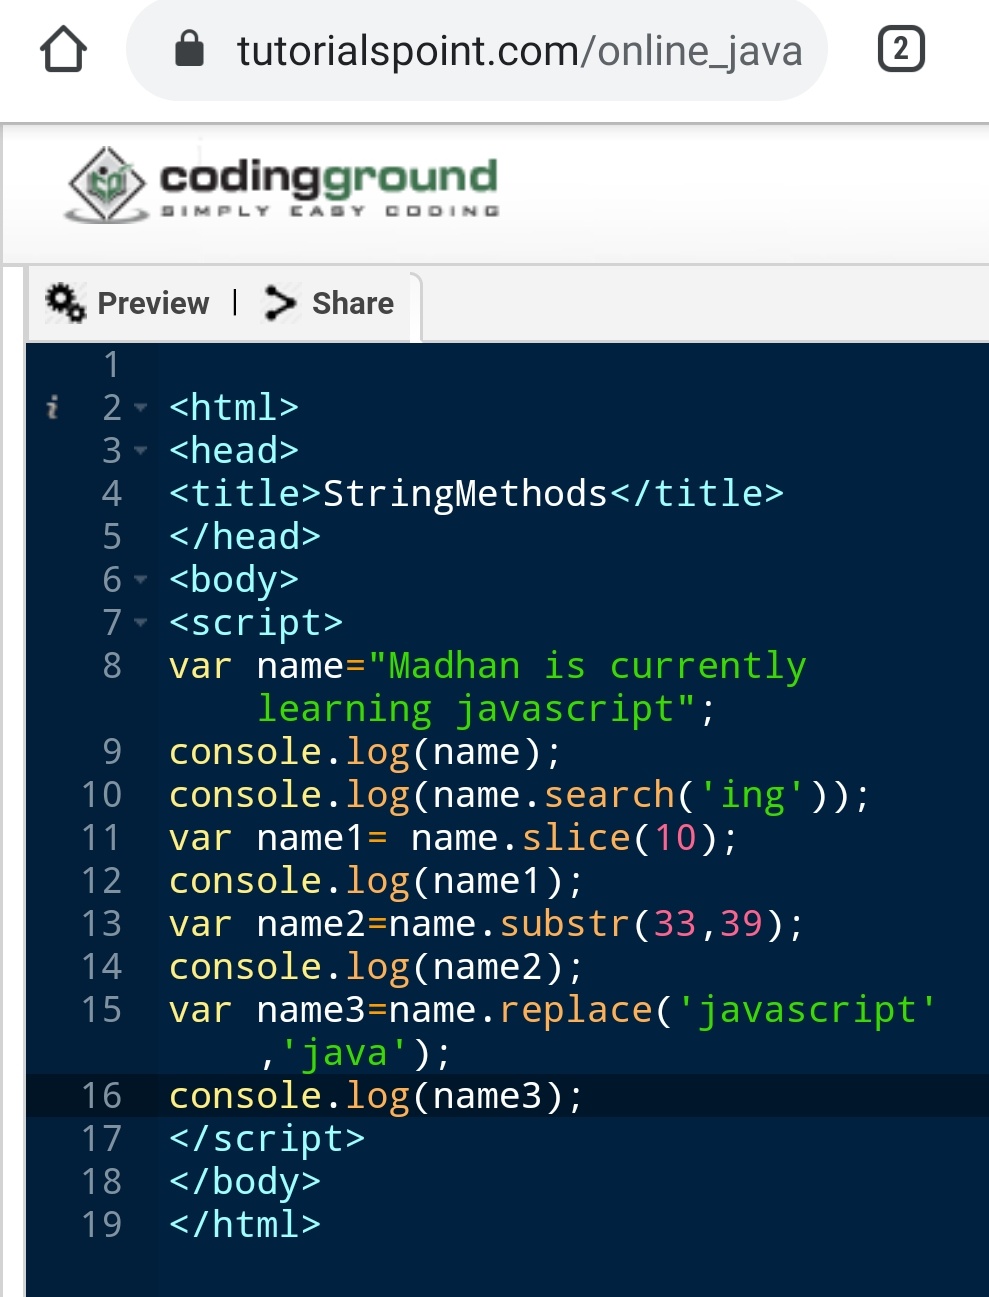 tutorialspoint.com/online_java
2
codingground
SIMPLY EASY CODING
Preview | Share
1
i 2 <html>
3 <head>
4 <title>StringMethods</title>
5 </head>
6 <body>
7 <script>
8 var name="Madhan is currently
learning javascript";
9 console.log(name);
10 console.log(name.search('ing'));
11 var name1= name.slice(10);
12 console.log(name1);
13 var name2=name.substr(33,39);
14 console.log(name2);
15 var name3=name.replace('javascript'
,'java');
16 console.log(name3);
17 </script>
18 </body>
19 </html>